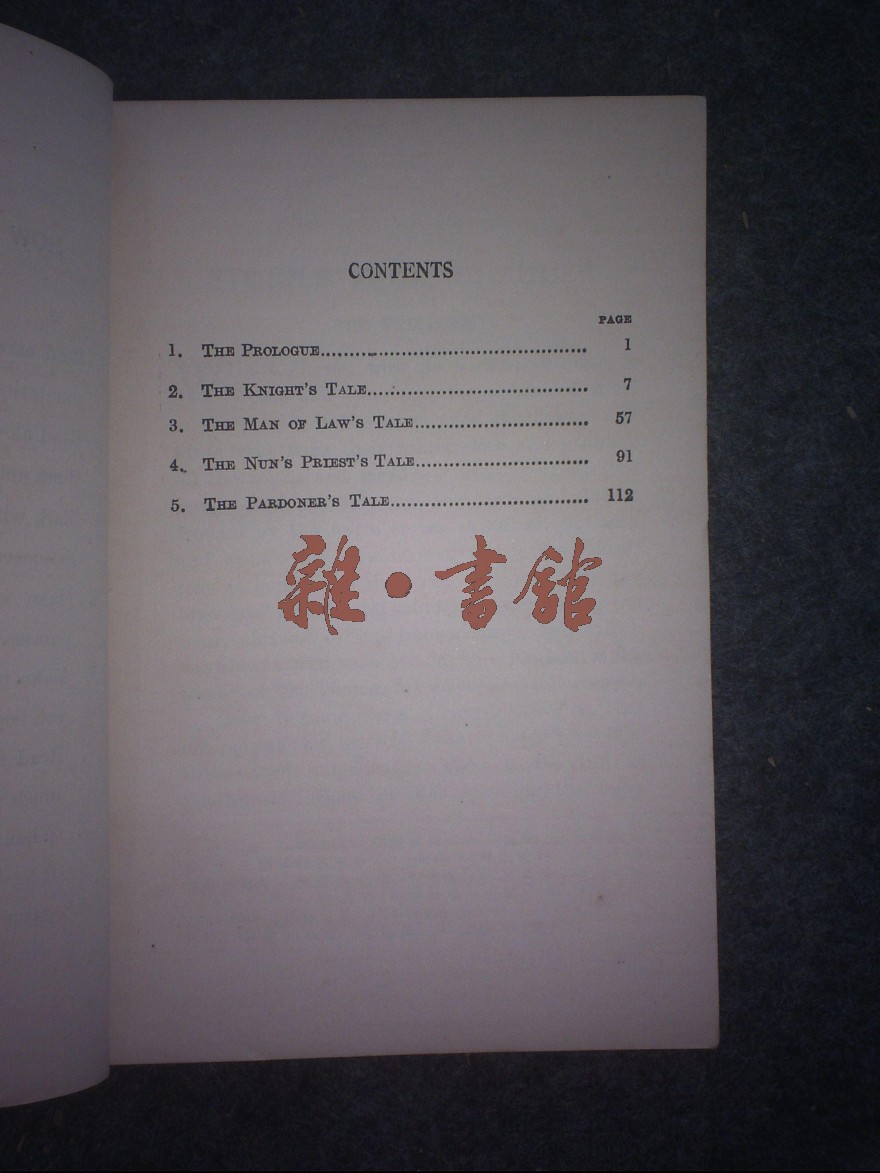 CONTENTS
PAGE
1. THE PROLOGUE................................................ 1
2. THE KNIGHT'S TALE........................................ 7
3. THE MAN OF LAW'S TALE................................ 57
4. THE NUN'S PRIEST'S TALE................................ 91
5. THE PARDONER'S TALE.................................... 112
雜·書館